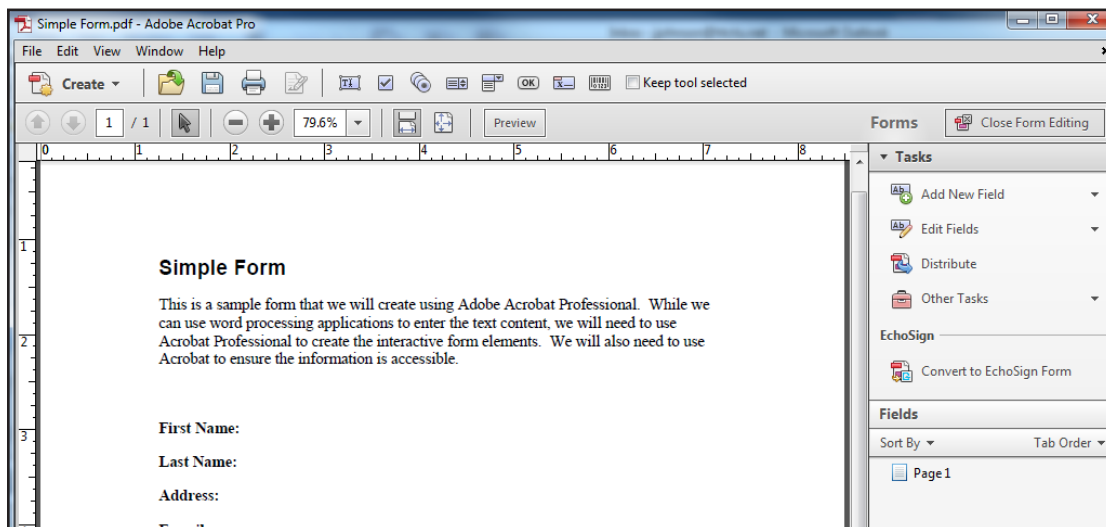 Simple Form.pdf - Adobe Acrobat Pro
File Edit View Window Help
Create
OK
Keep tool selected
1 / 1
79.6%
Preview
Forms
Close Form Editing
0 1 2 3 4 5 6 7 8
Tasks
Add New Field
Edit Fields
Distribute
Other Tasks
EchoSign
Convert to EchoSign Form
Fields
Sort By Tab Order
Page 1
1
2
3
Simple Form
This is a sample form that we will create using Adobe Acrobat Professional. While we
can use word processing applications to enter the text content, we will need to use
Acrobat Professional to create the interactive form elements. We will also need to use
Acrobat to ensure the information is accessible.
First Name:
Last Name:
Address: